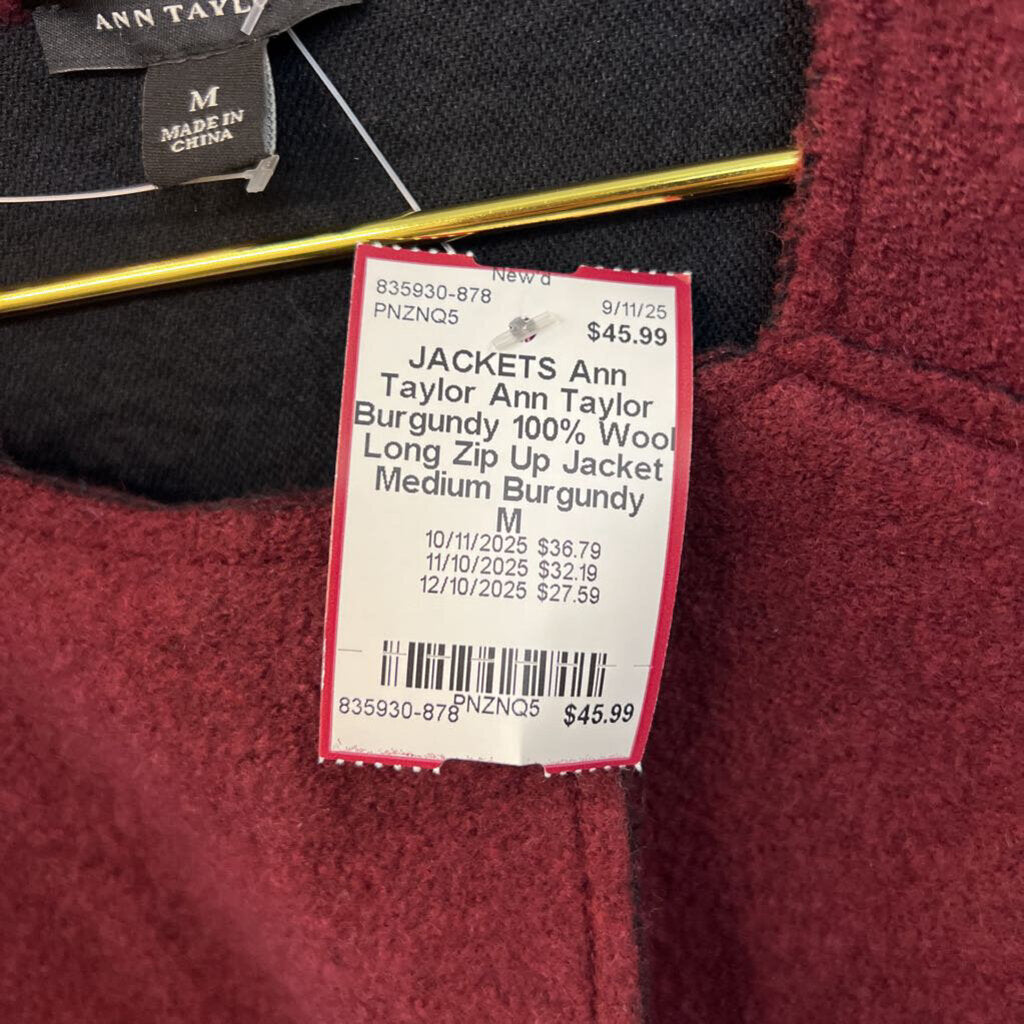 ANN TAYL
M
MADE IN
CHINA
New'd
835930-878
9/11/25
PNZNQ5
$45.99
JACKETS Ann
Taylor Ann Taylor
Burgundy 100% Wool
Long Zip Up Jacket
Medium Burgundy
M
10/11/2025 $36.79
11/10/2025 $32.19
12/10/2025 $27.59
835930-878 PNZNQ5 $45.99